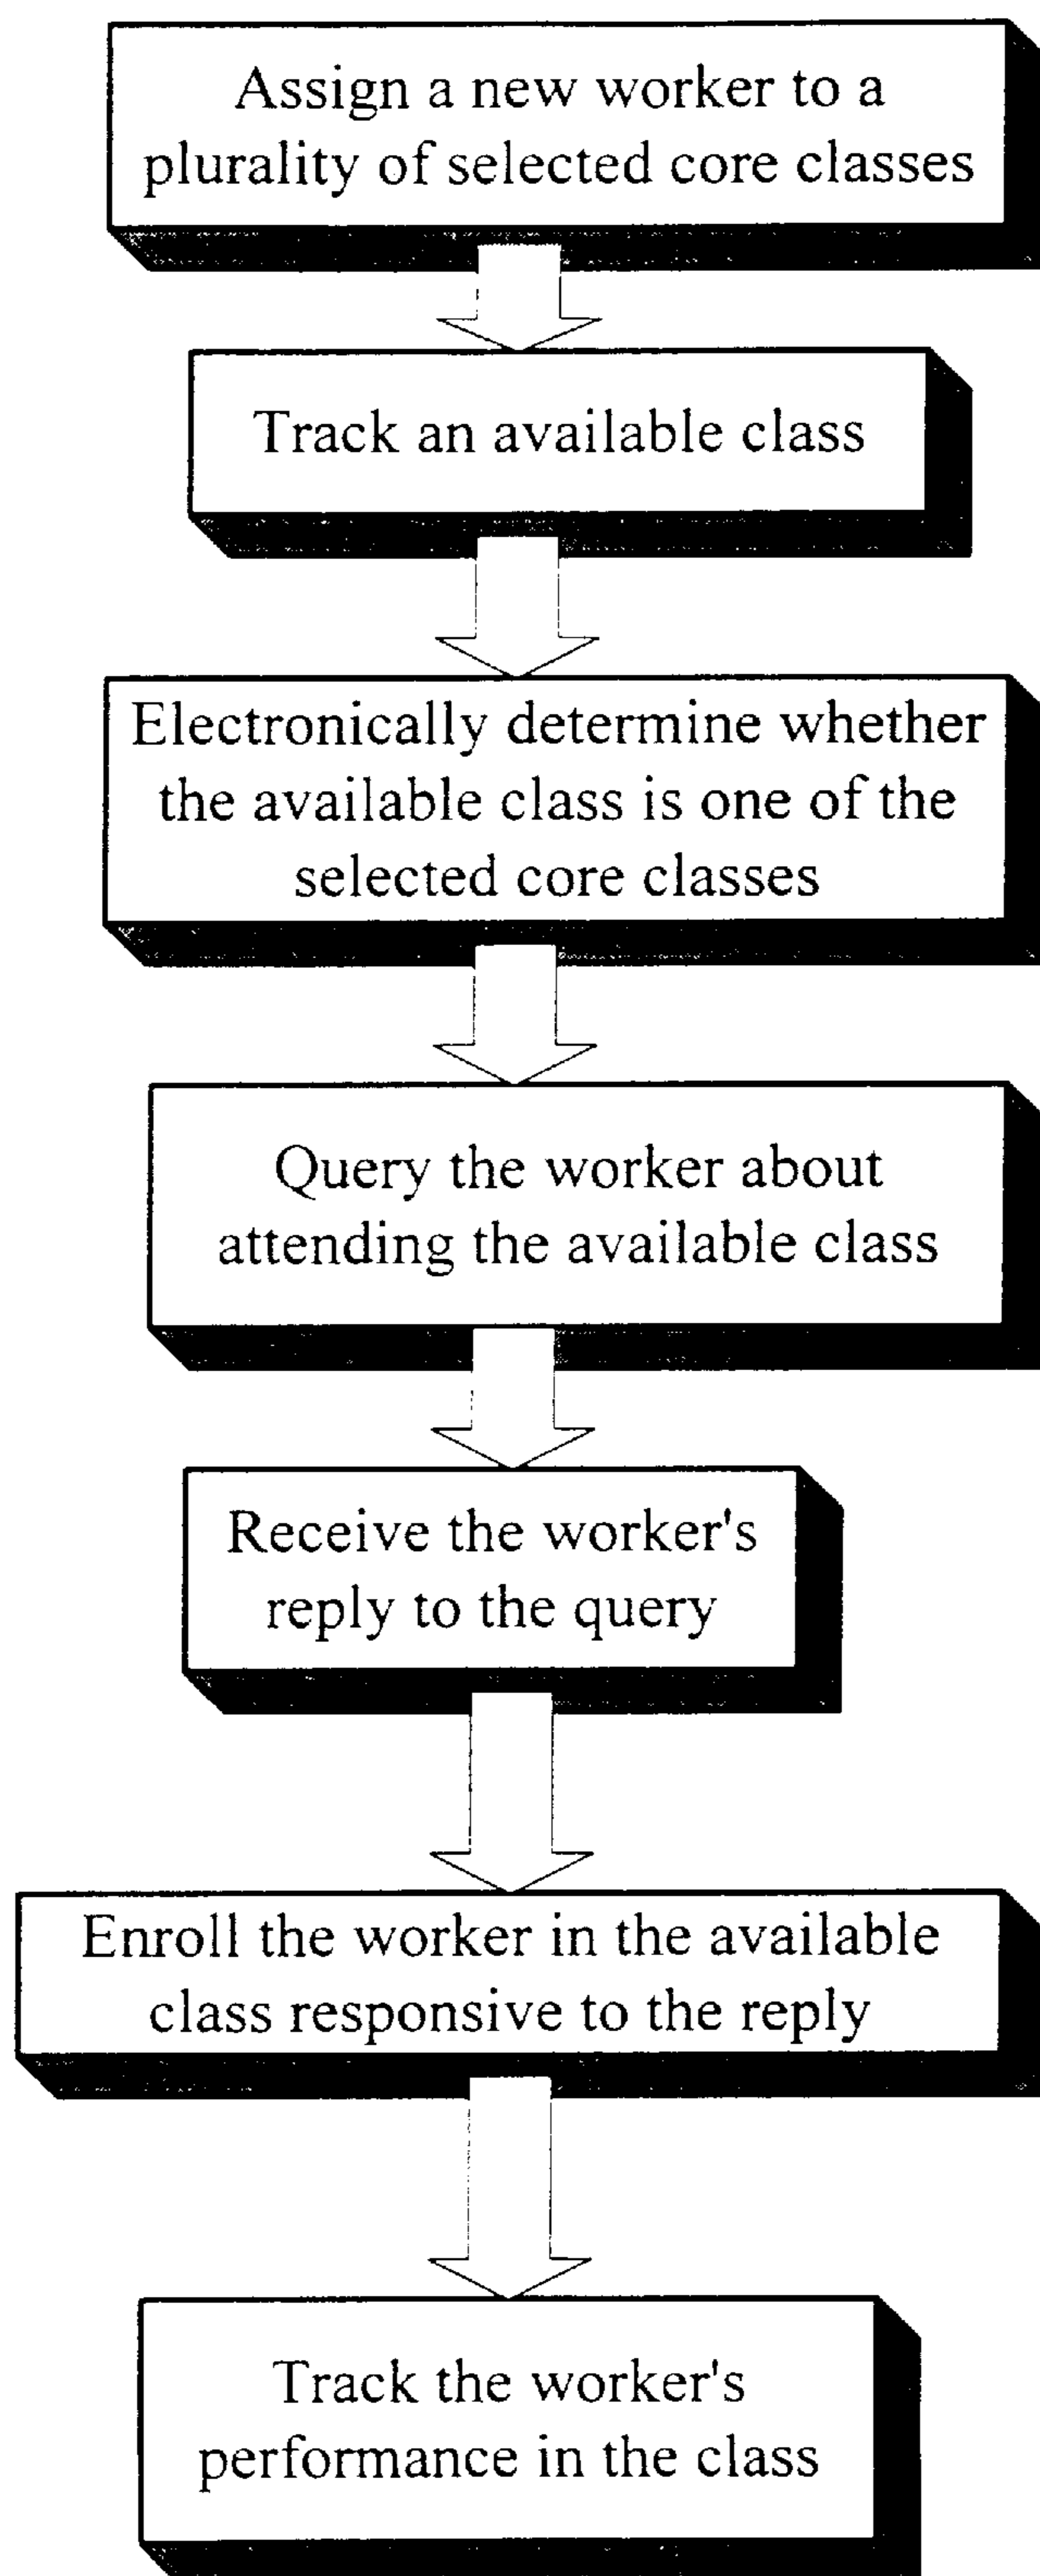 Assign a new worker to a
plurality of selected core classes
Track an available class
Electronically determine whether
the available class is one of the
selected core classes
Query the worker about
attending the available class
Receive the worker's
reply to the query
Enroll the worker in the available
class responsive to the reply
Track the worker's
performance in the class